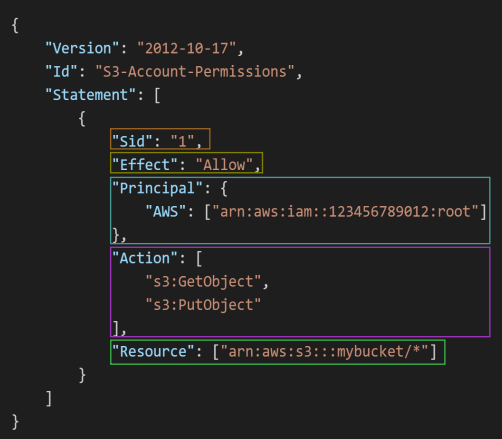 {
    "Version": "2012-10-17",
    "Id": "S3-Account-Permissions",
    "Statement": [
        {
            "Sid": "1",
            "Effect": "Allow",
            "Principal": {
                "AWS": ["arn:aws:iam::123456789012:root"]
            },
            "Action": [
                "s3:GetObject",
                "s3:PutObject"
            ],
            "Resource": ["arn:aws:s3:::mybucket/*"]
        }
    ]
}